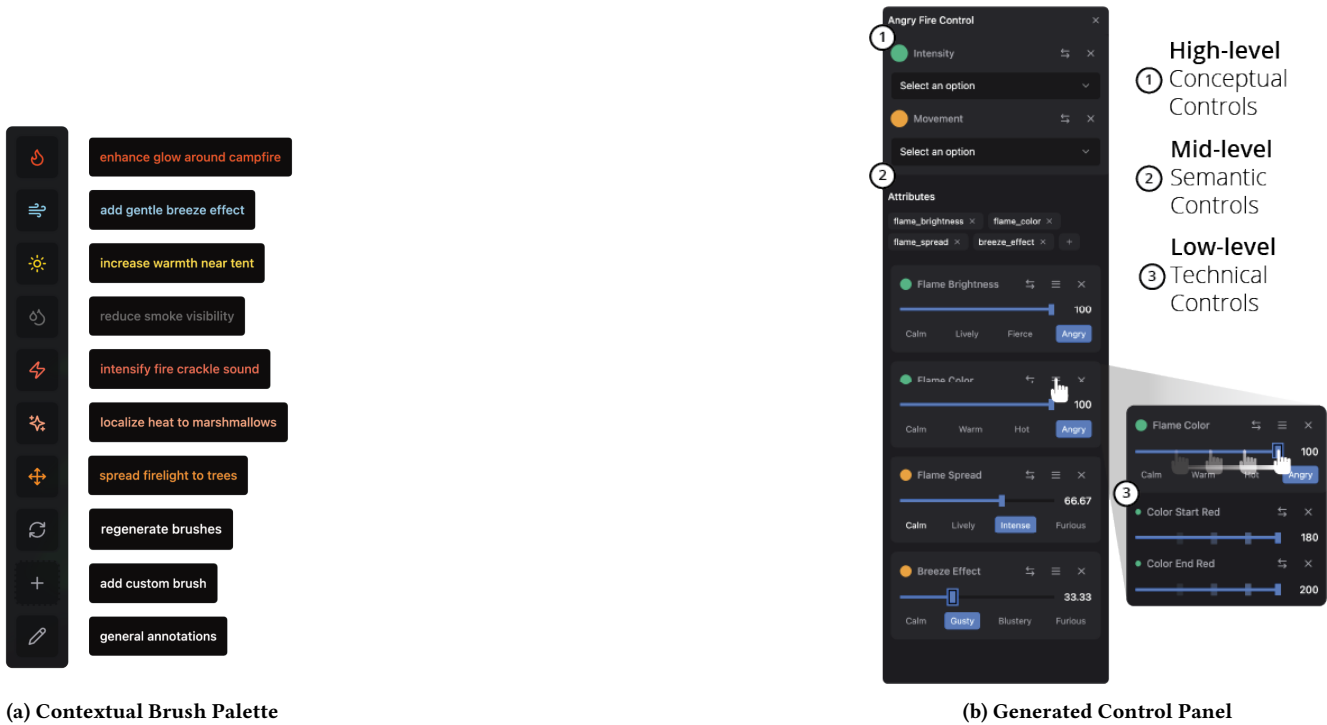 enhance glow around campfire
add gentle breeze effect
increase warmth near tent
reduce smoke visibility
intensify fire crackle sound
localize heat to marshmallows
spread firelight to trees
regenerate brushes
add custom brush
general annotations
(a) Contextual Brush Palette
Angry Fire Control
1
Intensity
Select an option
Movement
Select an option
2
Attributes
flame_brightness flame_color
flame_spread breeze_effect
Flame Brightness
100
Calm Lively Fierce Angry
Flame Color
100
Calm Warm Hot Angry
Flame Spread
66.67
Calm Lively Intense Furious
Breeze Effect
33.33
Calm Gusty Blustery Furious
High-level
1 Conceptual
Controls
Mid-level
2 Semantic
Controls
Low-level
3 Technical
Controls
Flame Color
100
Calm Warm Hot Angry
3
Color Start Red
180
Color End Red
200
(b) Generated Control Panel